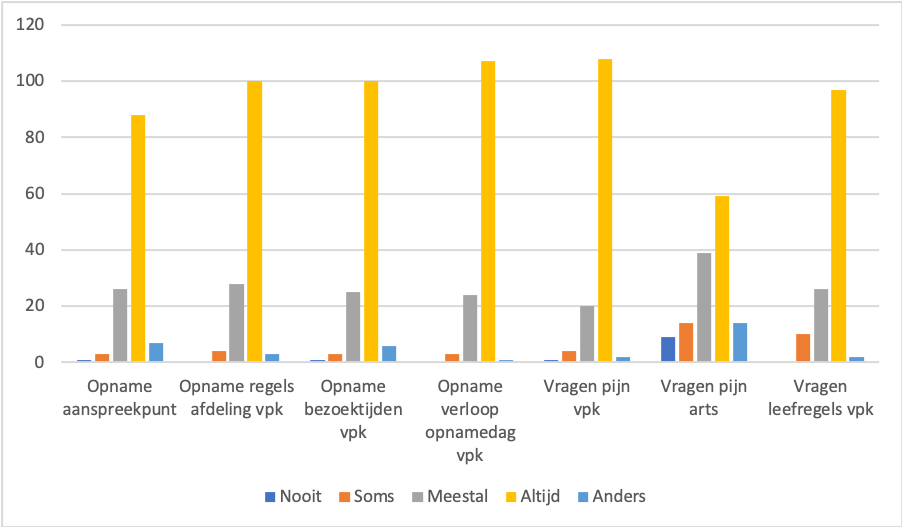 120
100
80
60
40
20
0
Opname aanspreekpunt
Opname regels afdeling vpk
Opname bezoektijden vpk
Opname verloop opnamedag vpk
Vragen pijn vpk
Vragen pijn arts
Vragen leefregels vpk
Nooit Soms Meestal Altijd Anders